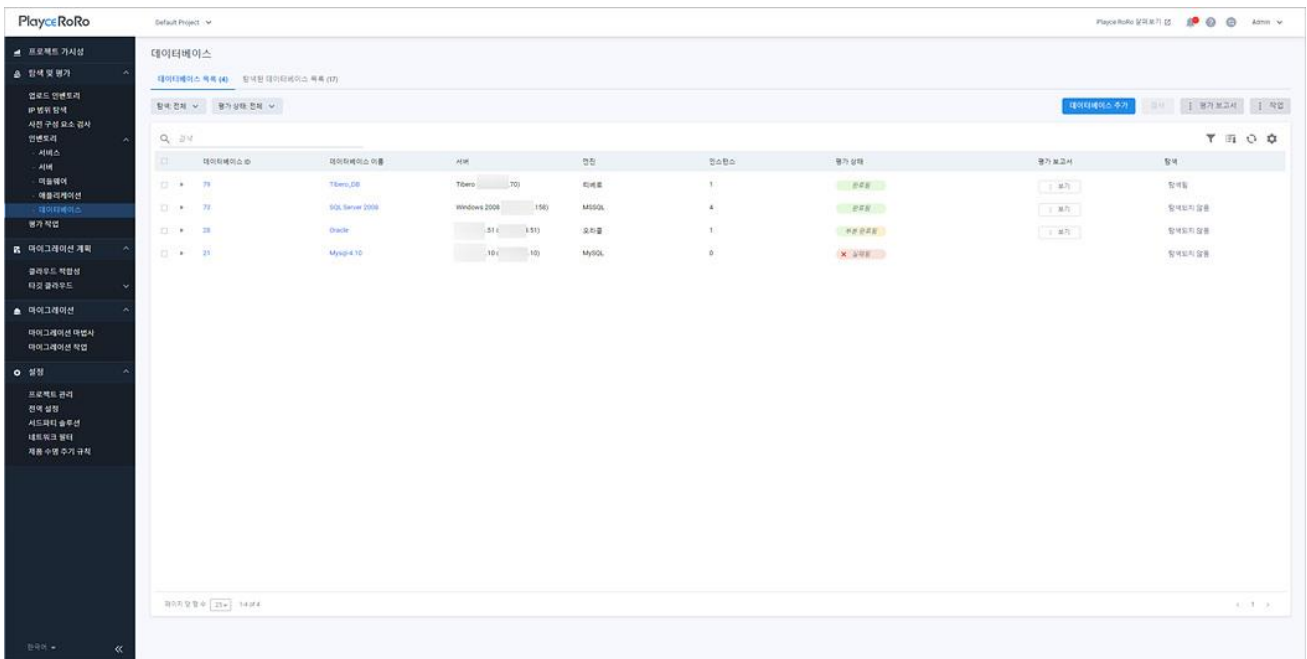 PlayceRoRo
Default Project
Playce RoRo 살펴보기
Admin
프로젝트 가시성
탐색 및 평가
업로드 인벤토리
IP 범위 탐색
사전 구성 요소 검사
인벤토리
- 서비스
- 서버
- 미들웨어
- 애플리케이션
- 데이터베이스
평가 작업
마이그레이션 계획
클라우드 적합성
타깃 클라우드
마이그레이션
마이그레이션 마법사
마이그레이션 작업
설정
프로젝트 관리
전역 설정
서드파티 솔루션
네트워크 필터
제품 수명 주기 규칙
한국어
데이터베이스
데이터베이스 목록 (4) 탐색된 데이터베이스 목록 (17)
탐색: 전체 평가 상태: 전체 데이터베이스 추가 평가 보고서 작업
검색
데이터베이스 ID 데이터베이스 이름 서버 엔진 인스턴스 평가 상태 평가 보고서 탐색
79 Tibero_DB Tibero .70) 티베로 1 완료됨 보기 탐색됨
SQL Server 2008 Windows 2008 .158) MSSQL 4 완료됨 보기 탐색되지 않음
28 Oracle .51 ( .51) 오라클 1 부분 완료됨 보기 탐색되지 않음
21 Mysql-4.10 .10 ( .10) MySQL 0 실패됨 탐색되지 않음
페이지 당 행 수 25 1-4 of 4
1